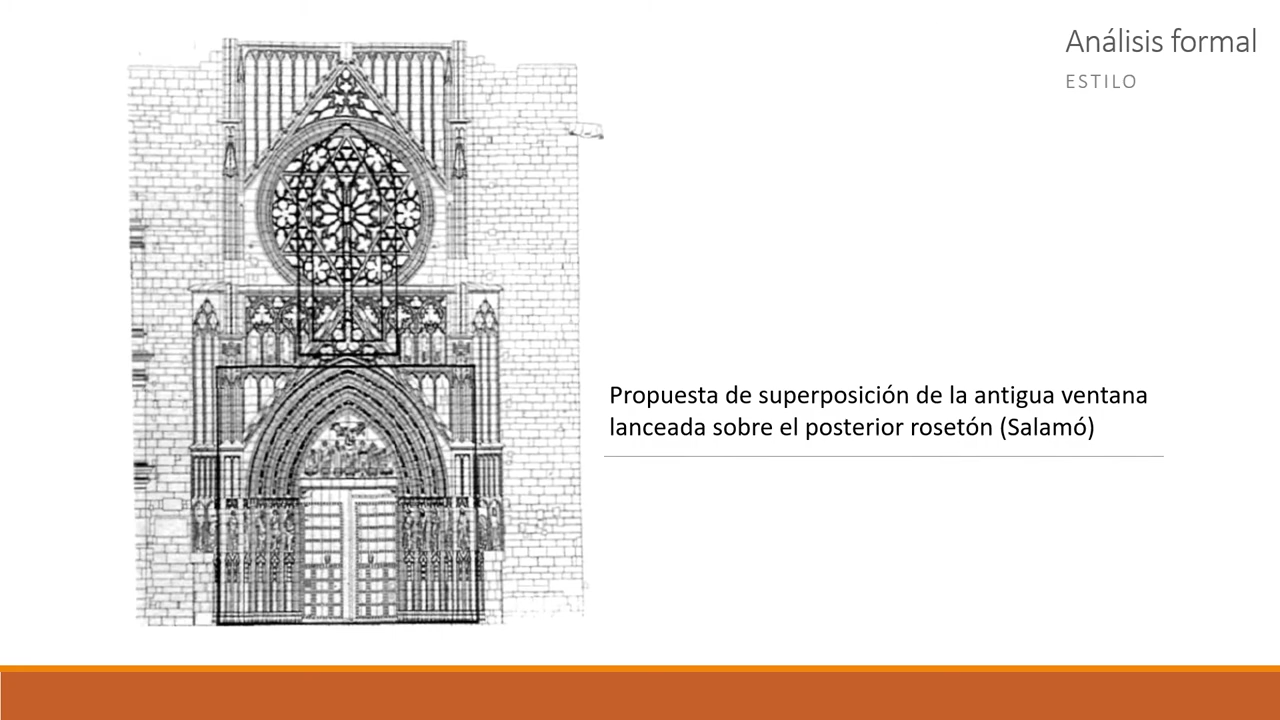 Análisis formal
ESTILO
Propuesta de superposición de la antigua ventana
lanceada sobre el posterior rosetón (Salamó)